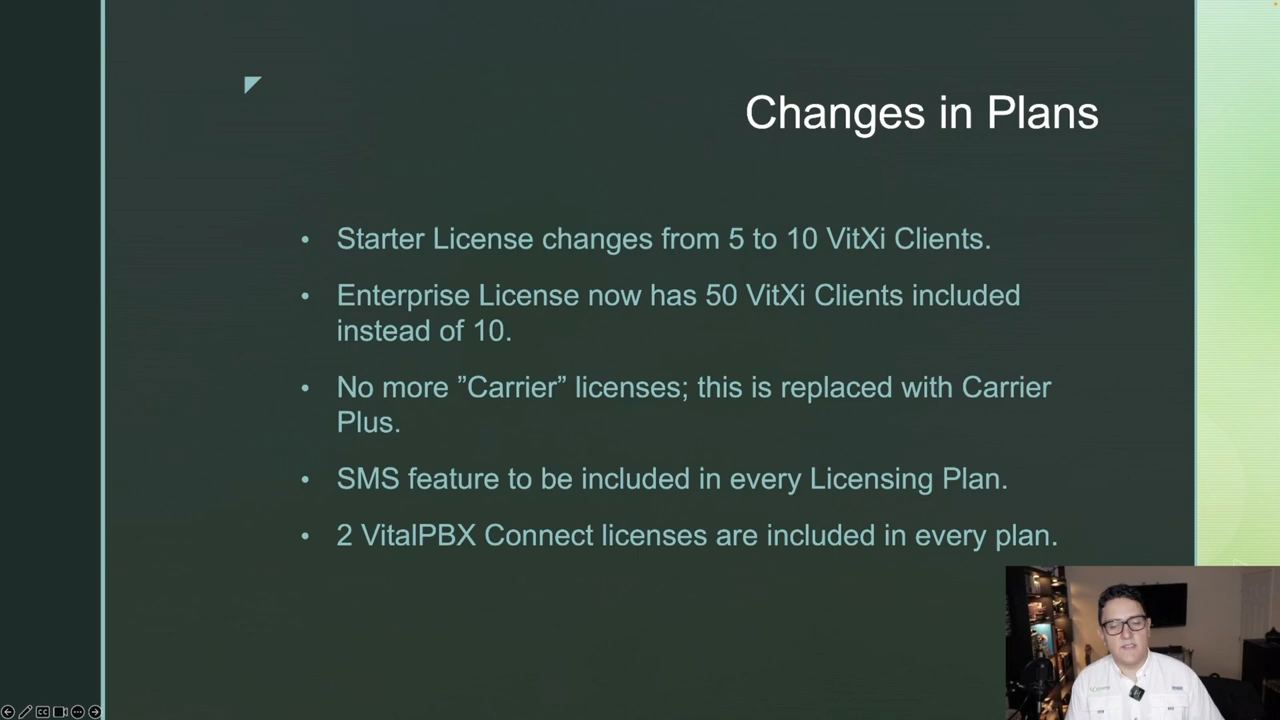 Changes in Plans
• Starter License changes from 5 to 10 VitXi Clients.
• Enterprise License now has 50 VitXi Clients included
instead of 10.
• No more ”Carrier” licenses; this is replaced with Carrier
Plus.
• SMS feature to be included in every Licensing Plan.
• 2 VitalPBX Connect licenses are included in every plan.